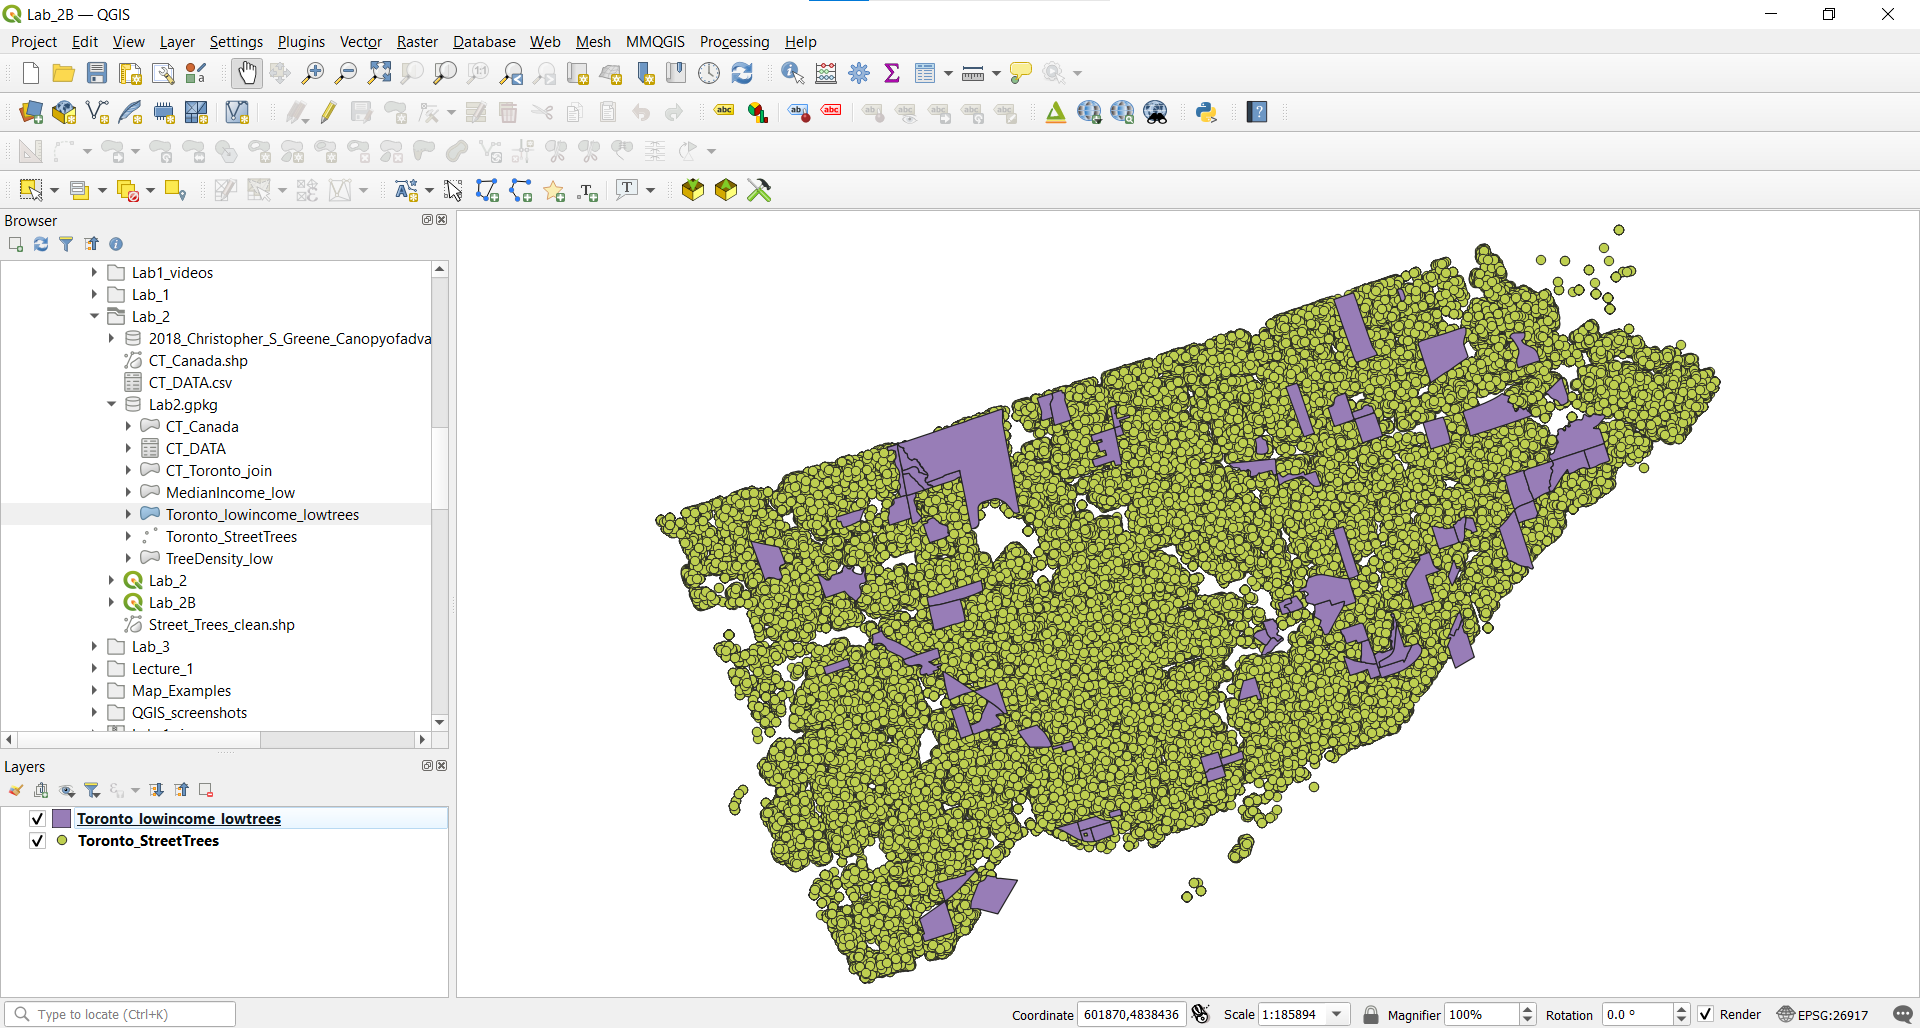 Lab_2B — QGIS
Project Edit View Layer Settings Plugins Vector Raster Database Web Mesh MMQGIS Processing Help
Browser
Lab1_videos
Lab_1
Lab_2
2018_Christopher_S_Greene_Canopyofadva
CT_Canada.shp
CT_DATA.csv
Lab2.gpkg
CT_Canada
CT_DATA
CT_Toronto_join
MedianIncome_low
Toronto_lowincome_lowtrees
Toronto_StreetTrees
TreeDensity_low
Lab_2
Lab_2B
Street_Trees_clean.shp
Lab_3
Lecture_1
Map_Examples
QGIS_screenshots
Layers
Toronto_lowincome_lowtrees
Toronto_StreetTrees
Type to locate (Ctrl+K) Coordinate 601870,4838436 Scale 1:185894 Magnifier 100% Rotation 0.0 ° Render EPSG:26917